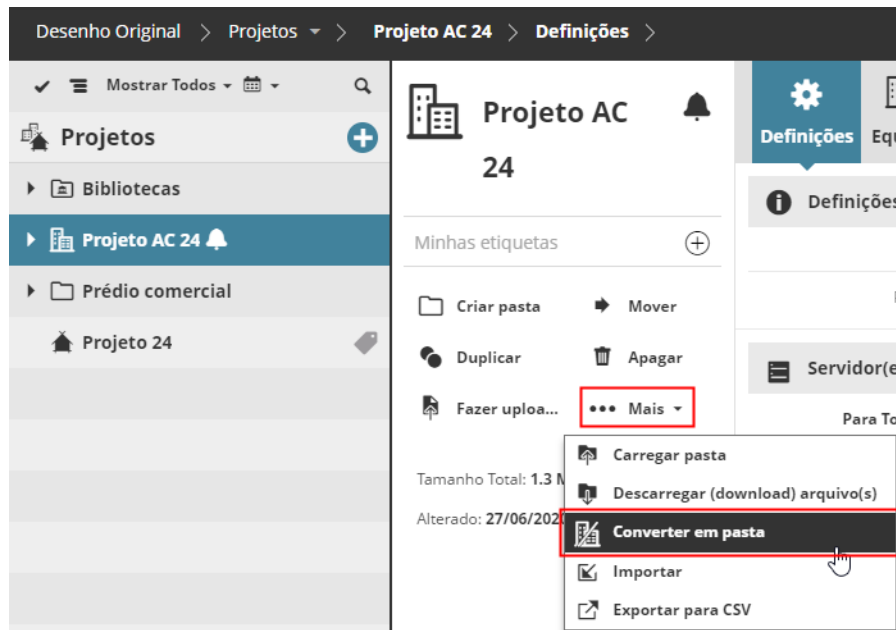 Desenho Original > Projetos > Projeto AC 24 > Definições >
Mostrar Todos
Projetos
Bibliotecas
Projeto AC 24
Prédio comercial
Projeto 24
Projeto AC
24
Minhas etiquetas
Criar pasta
Mover
Duplicar
Apagar
Fazer uploa...
••• Mais
Tamanho Total: 1.3 M
Alterado: 27/06/202
Carregar pasta
Descarregar (download) arquivo(s)
Converter em pasta
Importar
Exportar para CSV
Definições
Equ
Definições
Servidor(e
Para To